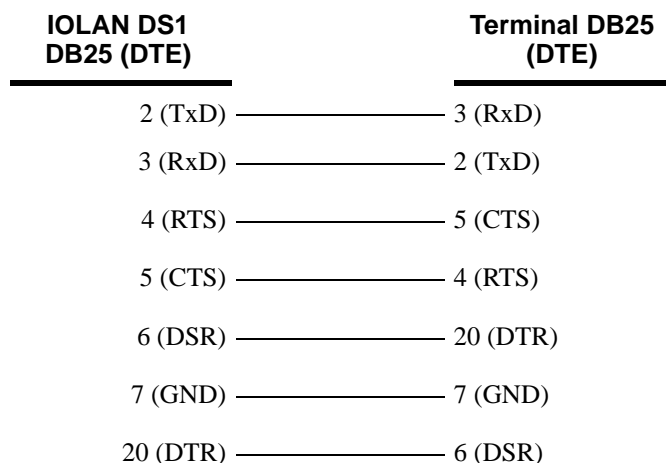 IOLAN DS1 Terminal DB25
DB25 (DTE) (DTE)
2 (TxD) 3 (RxD)
3 (RxD) 2 (TxD)
4 (RTS) 5 (CTS)
5 (CTS) 4 (RTS)
6 (DSR) 20 (DTR)
7 (GND) 7 (GND)
20 (DTR) 6 (DSR)